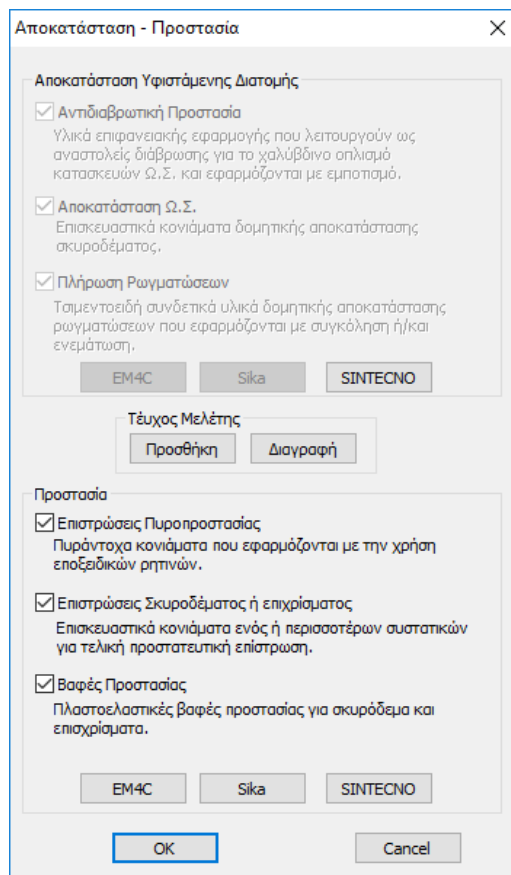 Αποκατάσταση - Προστασία
Αποκατάσταση Υφιστάμενης Διατομής
Αντιδιαβρωτική Προστασία
Υλικά επιφανειακής εφαρμογής που λειτουργούν ως
αναστολείς διάβρωσης για το χαλύβδινο οπλισμό
κατασκευών Ω.Σ. και εφαρμόζονται με εμποτισμό.
Αποκατάσταση Ω.Σ.
Επισκευαστικά κονιάματα δομητικής αποκατάστασης
σκυροδέματος.
Πλήρωση Ρωγματώσεων
Τσιμεντοειδή συνδετικά υλικά δομητικής αποκατάστασης
ρωγματώσεων που εφαρμόζονται με συγκόληση ή/και
ενεμάτωση.
EM4C Sika SINTECNO
Τέυχος Μελέτης
Προσθήκη Διαγραφή
Προστασία
Επιστρώσεις Πυροπροστασίας
Πυράντοχα κονιάματα που εφαρμόζονται με την χρήση
εποξειδικών ρητινών.
Επιστρώσεις Σκυροδέματος ή επιχρίσματος
Επισκευαστικά κονιάματα ενός ή περισσοτέρων συστατικών
για τελική προστατευτική επίστρωση.
Βαφές Προστασίας
Πλαστοελαστικές βαφές προστασίας για σκυρόδεμα και
επισχρίσματα.
EM4C Sika SINTECNO
OK Cancel